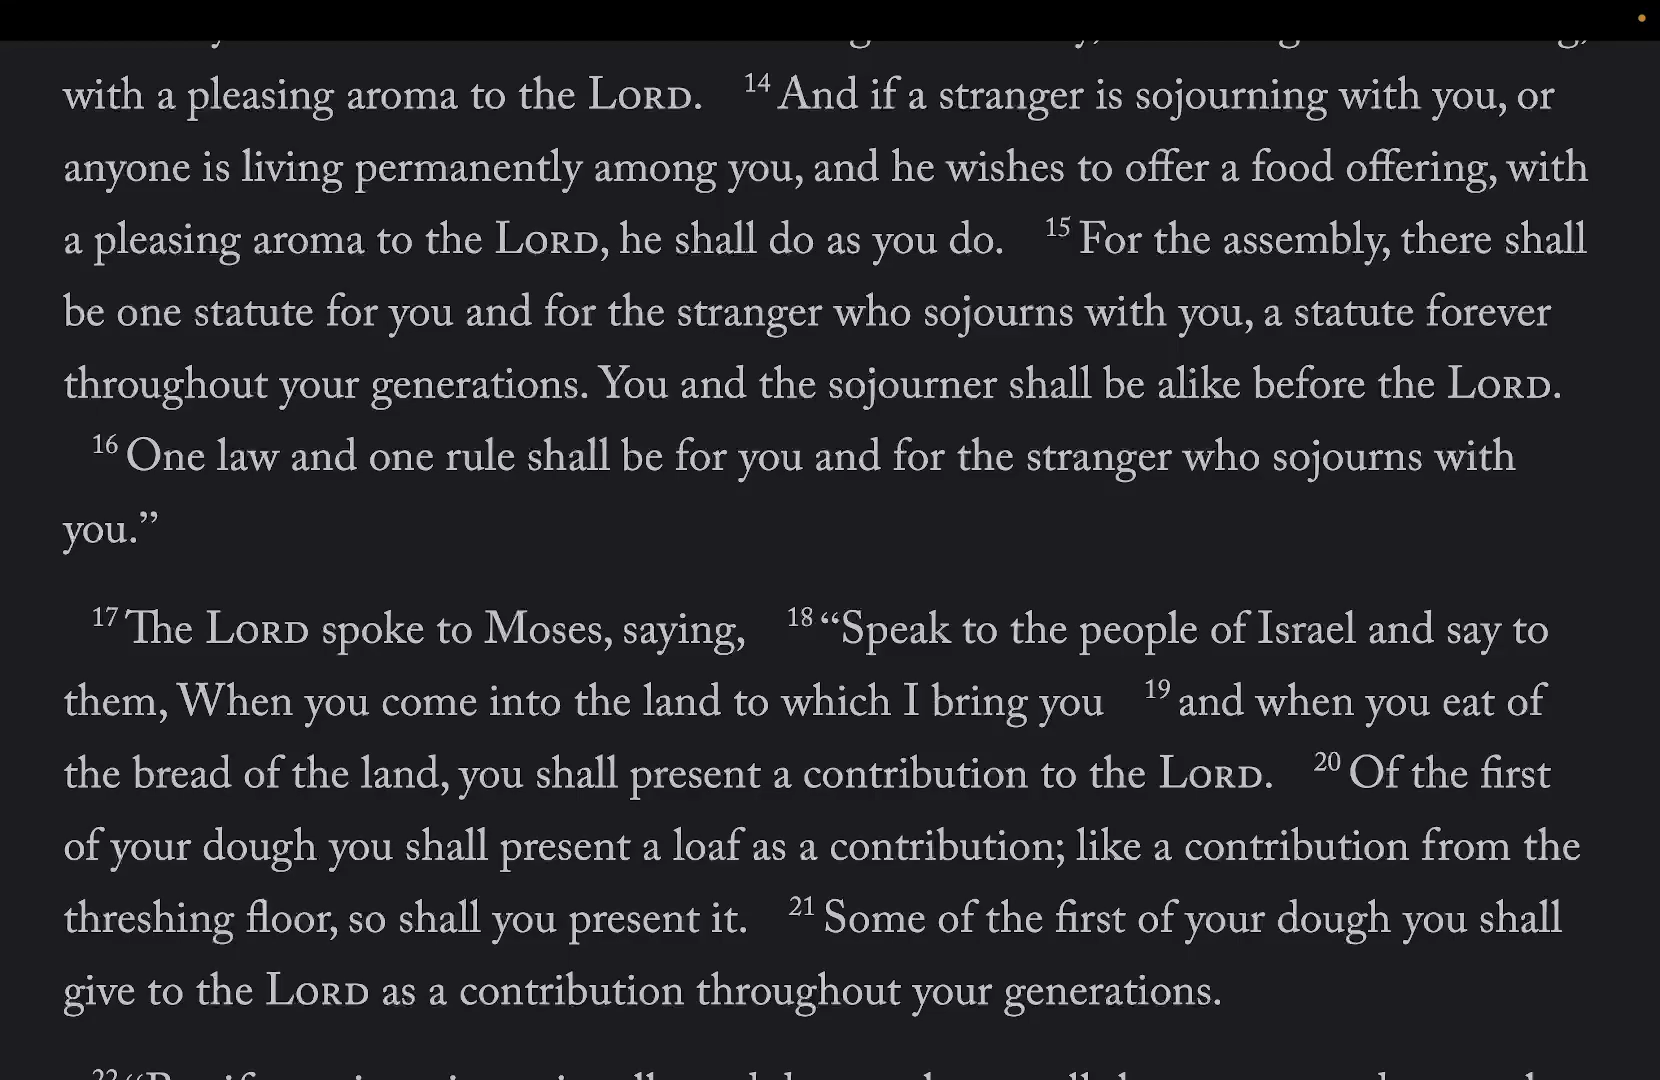 with a pleasing aroma to the LORD. 14 And if a stranger is sojourning with you, or
anyone is living permanently among you, and he wishes to offer a food offering, with
a pleasing aroma to the LORD, he shall do as you do. 15 For the assembly, there shall
be one statute for you and for the stranger who sojourns with you, a statute forever
throughout your generations. You and the sojourner shall be alike before the LORD.
16 One law and one rule shall be for you and for the stranger who sojourns with
you.”
17 The LORD spoke to Moses, saying, 18 “Speak to the people of Israel and say to
them, When you come into the land to which I bring you 19 and when you eat of
the bread of the land, you shall present a contribution to the LORD. 20 Of the first
of your dough you shall present a loaf as a contribution; like a contribution from the
threshing floor, so shall you present it. 21 Some of the first of your dough you shall
give to the LORD as a contribution throughout your generations.